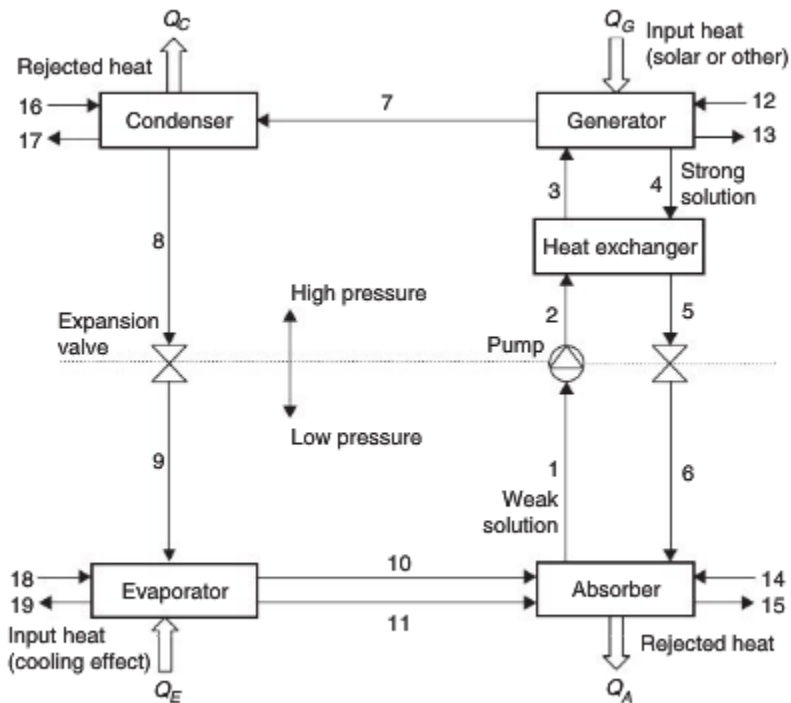 Q_C
Q_G
Input heat
(solar or other)
Rejected heat
16
17
Condenser
7
Generator
12
13
3
4
Strong
solution
8
Heat exchanger
High pressure
2
5
Expansion
valve
Pump
Low pressure
9
1
6
Weak
solution
18
19
Evaporator
10
11
Absorber
14
15
Input heat
(cooling effect)
Rejected heat
Q_E
Q_A